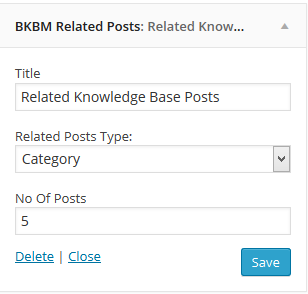 BKBM Related Posts: Related Know...
Title
Related Knowledge Base Posts
Related Posts Type:
Category
No Of Posts
5
Delete | Close Save